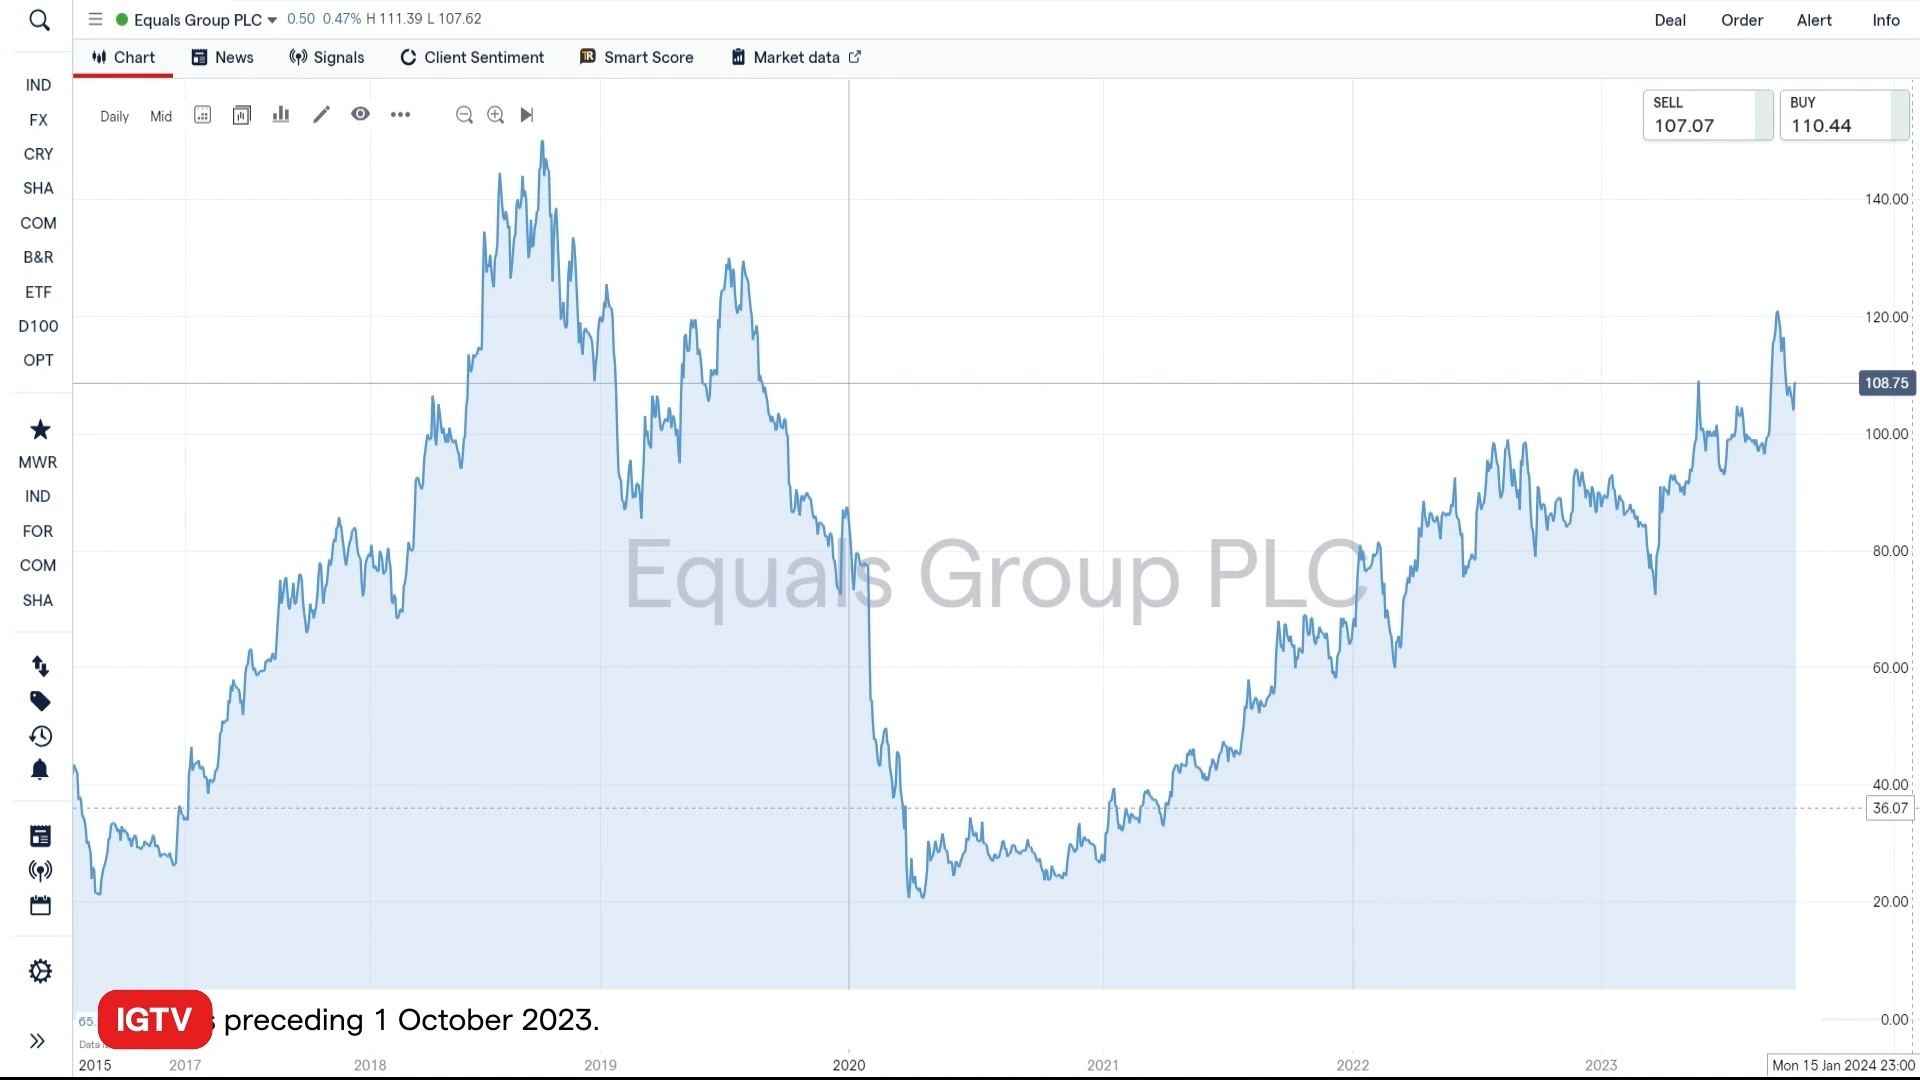 Equals Group PLC 0.50 0.47% H 111.39 L 107.62
Deal Order Alert Info
Chart News Signals Client Sentiment Smart Score Market data
Daily Mid
SELL
107.07
BUY
110.44
IND
FX
CRY
SHA
COM
B&R
ETF
D100
OPT
MWR
IND
FOR
COM
SHA
Equals Group PLC
140.00
120.00
108.75
100.00
80.00
60.00
40.00
36.07
20.00
0.00
65.
IGTV
preceding 1 October 2023.
Data
2015 2017 2018 2019 2020 2021 2022 2023 Mon 15 Jan 2024 23:00